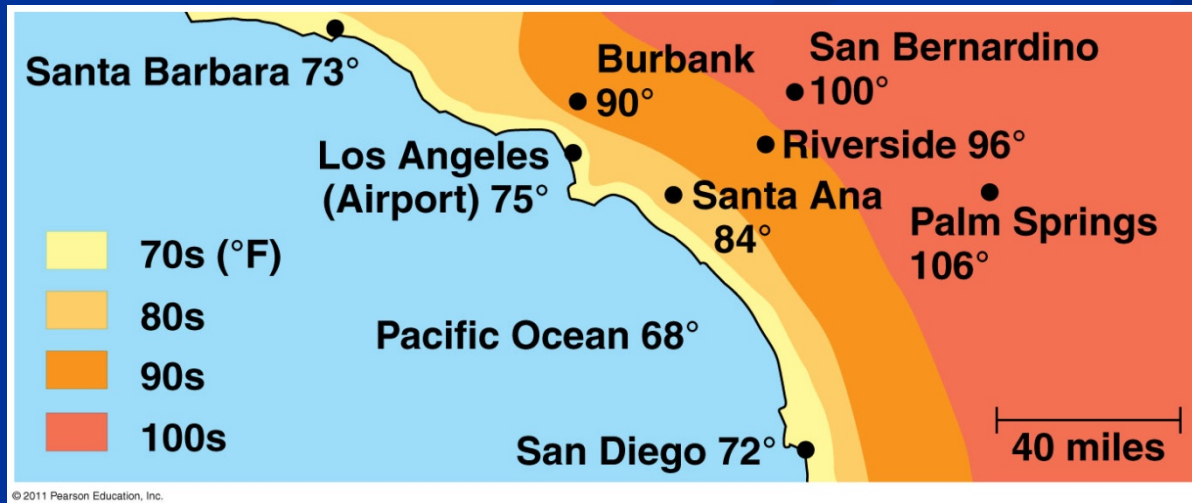 Santa Barbara 73°
Burbank
90°
San Bernardino
100°
Los Angeles
(Airport) 75°
Riverside 96°
Santa Ana
84°
Palm Springs
106°
70s (°F)
80s
90s
100s
Pacific Ocean 68°
San Diego 72°
40 miles
© 2011 Pearson Education, Inc.